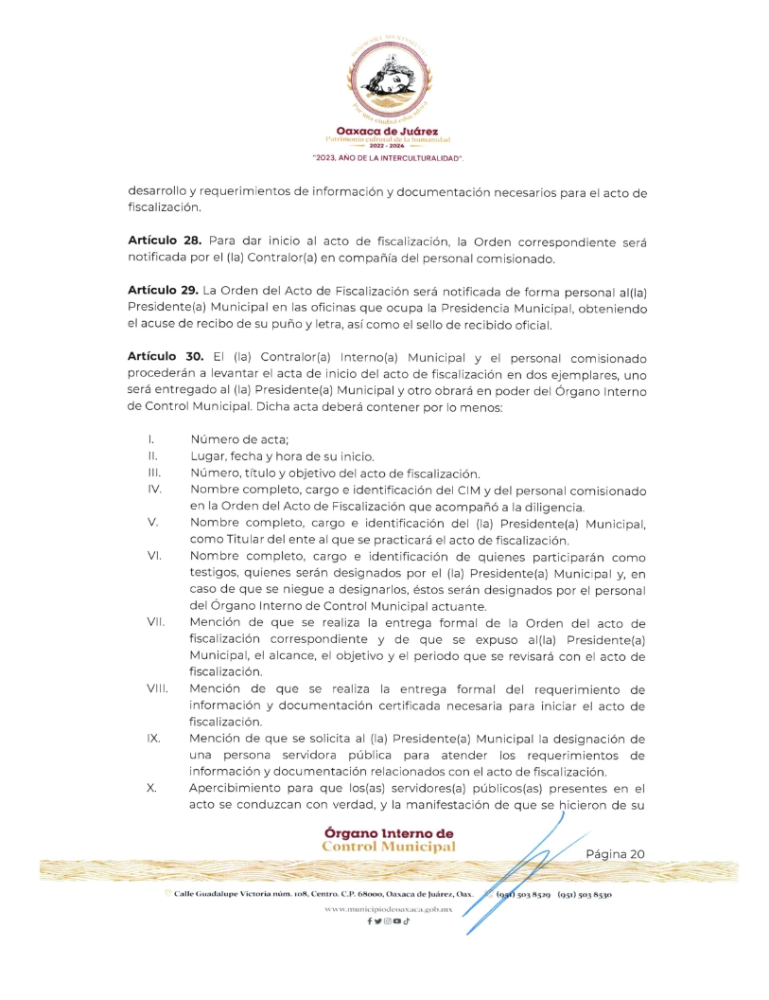 HONORABLE AYUNTAMIENTO
Por una ciudad educadora
Oaxaca de Juárez
Patrimonio cultural de la humanidad
2022 - 2024
"2023, AÑO DE LA INTERCULTURALIDAD".
desarrollo y requerimientos de información y documentación necesarios para el acto de
fiscalización.
Artículo 28. Para dar inicio al acto de fiscalización, la Orden correspondiente será
notificada por el (la) Contralor(a) en compañía del personal comisionado.
Artículo 29. La Orden del Acto de Fiscalización será notificada de forma personal al(la)
Presidente(a) Municipal en las oficinas que ocupa la Presidencia Municipal, obteniendo
el acuse de recibo de su puño y letra, así como el sello de recibido oficial.
Artículo 30. El (la) Contralor(a) Interno(a) Municipal y el personal comisionado
procederán a levantar el acta de inicio del acto de fiscalización en dos ejemplares, uno
será entregado al (la) Presidente(a) Municipal y otro obrará en poder del Órgano Interno
de Control Municipal. Dicha acta deberá contener por lo menos:
I. Número de acta;
II. Lugar, fecha y hora de su inicio.
III. Número, título y objetivo del acto de fiscalización.
IV. Nombre completo, cargo e identificación del CIM y del personal comisionado
en la Orden del Acto de Fiscalización que acompañó a la diligencia.
V. Nombre completo, cargo e identificación del (la) Presidente(a) Municipal,
como Titular del ente al que se practicará el acto de fiscalización.
VI. Nombre completo, cargo e identificación de quienes participarán como
testigos, quienes serán designados por el (la) Presidente(a) Municipal y, en
caso de que se niegue a designarlos, éstos serán designados por el personal
del Órgano Interno de Control Municipal actuante.
VII. Mención de que se realiza la entrega formal de la Orden del acto de
fiscalización correspondiente y de que se expuso al(la) Presidente(a)
Municipal, el alcance, el objetivo y el periodo que se revisará con el acto de
fiscalización.
VIII. Mención de que se realiza la entrega formal del requerimiento de
información y documentación certificada necesaria para iniciar el acto de
fiscalización.
IX. Mención de que se solicita al (la) Presidente(a) Municipal la designación de
una persona servidora pública para atender los requerimientos de
información y documentación relacionados con el acto de fiscalización.
X. Apercibimiento para que los(as) servidores(a) públicos(as) presentes en el
acto se conduzcan con verdad, y la manifestación de que se hicieron de su
Órgano Interno de
Control Municipal
Página 20
Calle Guadalupe Victoria núm. 108, Centro. C.P. 68000, Oaxaca de Juárez, Oax. (951) 503 8529 (951) 503 8530
www.municipiodeoaxaca.gob.mx